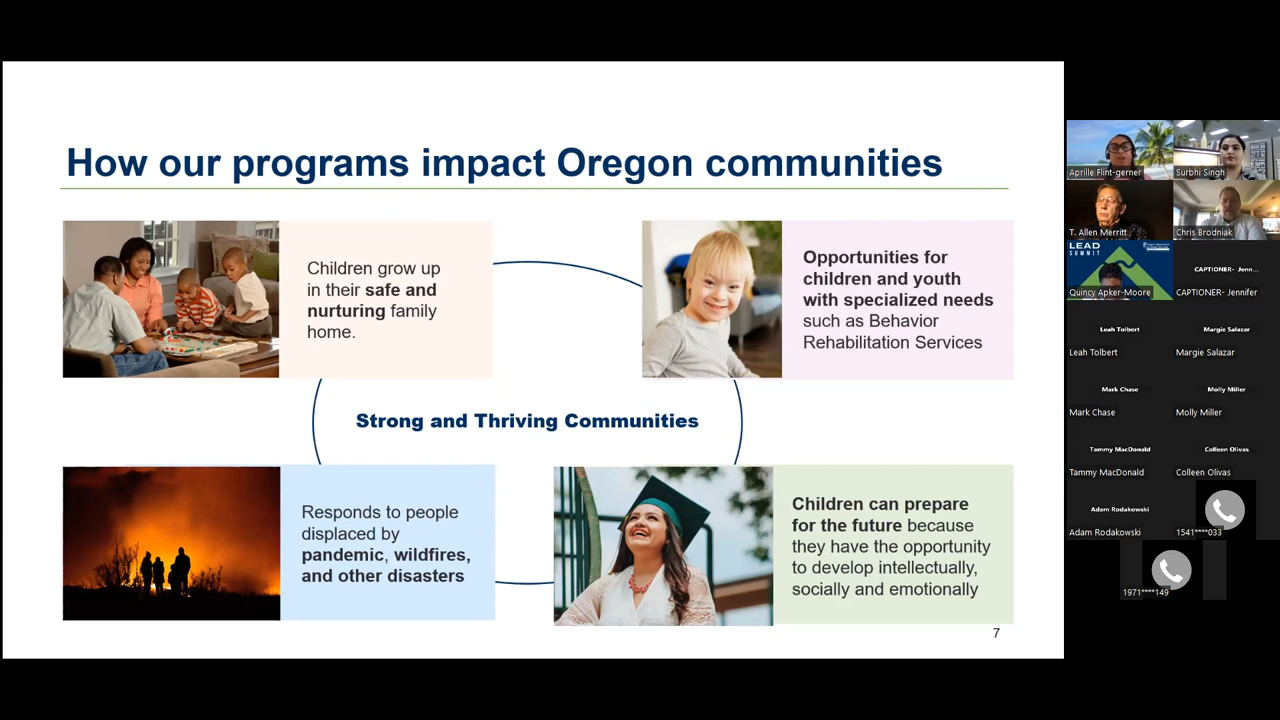 How our programs impact Oregon communities
Children grow up
in their safe and
nurturing family
home.
Opportunities for
children and youth
with specialized needs
such as Behavior
Rehabilitation Services
Strong and Thriving Communities
Responds to people
displaced by
pandemic, wildfires,
and other disasters
Children can prepare
for the future because
they have the opportunity
to develop intellectually,
socially and emotionally
7
Aprille Flint-gerner
Surbhi Singh
T. Allen Merritt
Chris Brodniak
LEAD
SUMMIT
Quincy Apker-Moore
CAPTIONER- Jenn...
CAPTIONER- Jennifer
Leah Tolbert
Leah Tolbert
Margie Salazar
Margie Salazar
Mark Chase
Mark Chase
Molly Miller
Molly Miller
Tammy MacDonald
Tammy MacDonald
Colleen Olivas
Colleen Olivas
Adam Rodakowski
Adam Rodakowski
1541****033
1971****149